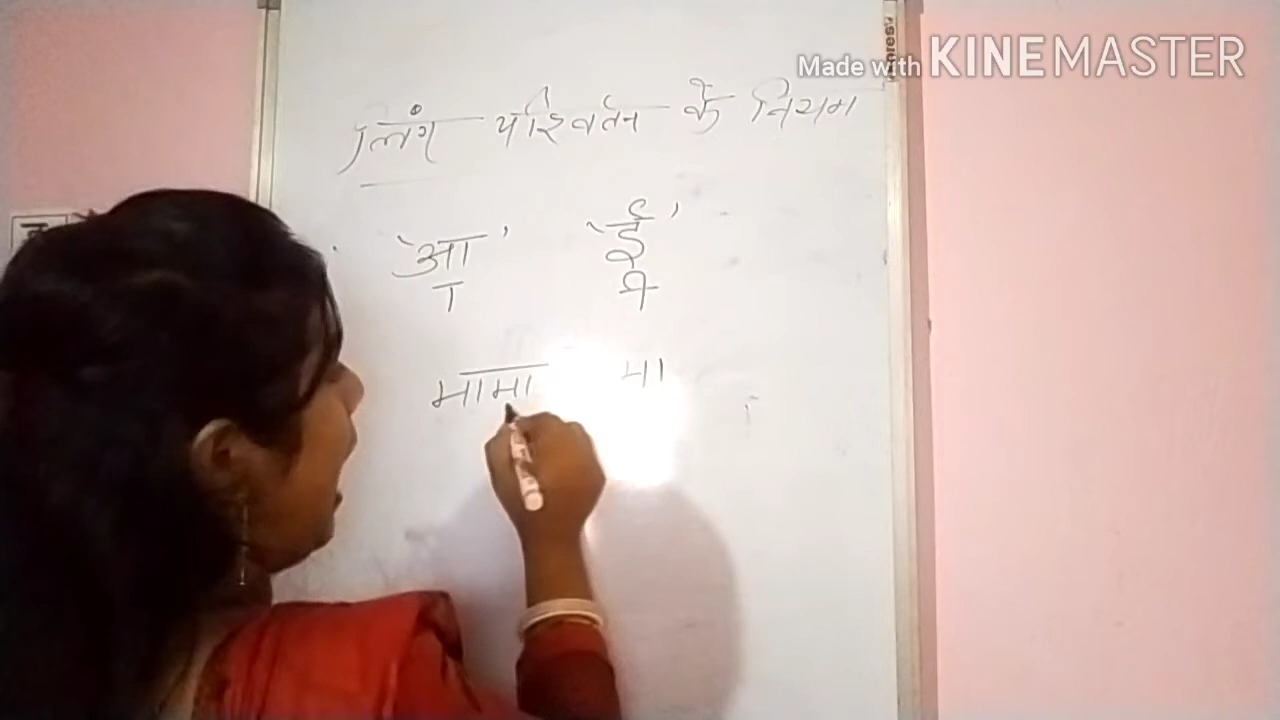 Made with KINEMASTER
लिंग परिवर्तन के नियम
'आ' 'ई'
ा ी
मामा मा